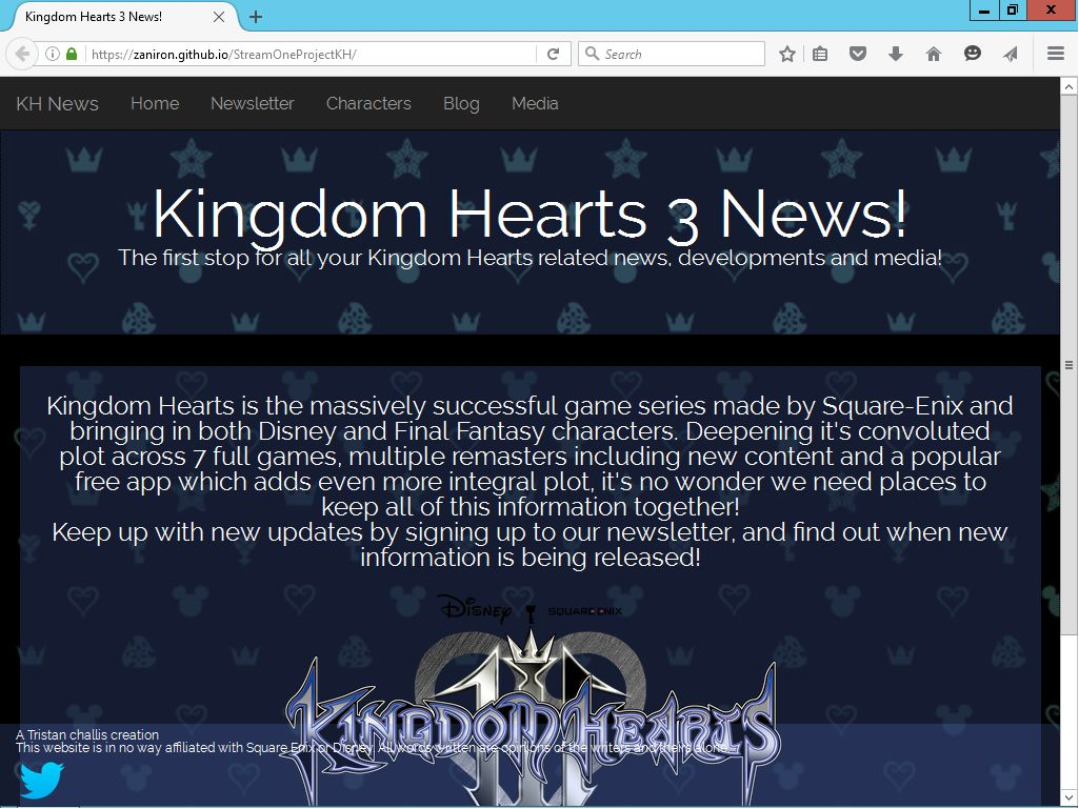 Kingdom Hearts 3 News!
https://zaniron.github.io/StreamOneProjectKH/
Search
KH News
Home
Newsletter
Characters
Blog
Media
Kingdom Hearts 3 News!
The first stop for all your Kingdom Hearts related news, developments and media!
Kingdom Hearts is the massively successful game series made by Square-Enix and
bringing in both Disney and Final Fantasy characters. Deepening it's convoluted
plot across 7 full games, multiple remasters including new content and a popular
free app which adds even more integral plot, it's no wonder we need places to
keep all of this information together!
Keep up with new updates by signing up to our newsletter, and find out when new
information is being released!
Disney
SQUARE ENIX
KINGDOM HEARTS
A Tristan challis creation
This website is in no way affiliated with Square Enix or Disney. All words written are opinions of the writers and theirs alone.